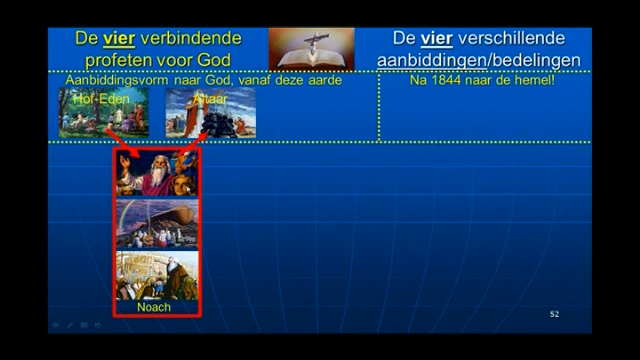 De vier verbindende
profeten voor God
De vier verschillende
aanbiddingen/bedelingen
Aanbiddingsvorm naar God, vanaf deze aarde
Na 1844 naar de hemel!
Hof-Eden
Altaar
Noach
52